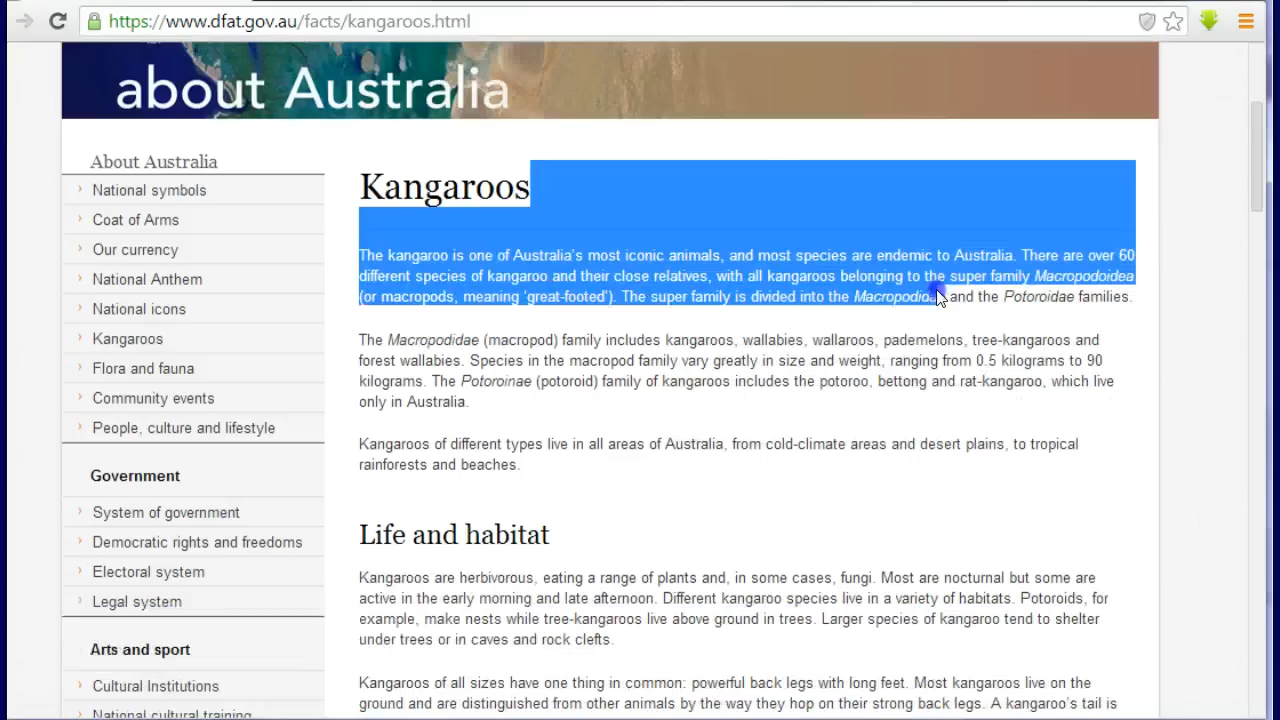 https://www.dfat.gov.au/facts/kangaroos.html
about Australia
About Australia
National symbols
Coat of Arms
Our currency
National Anthem
National icons
Kangaroos
Flora and fauna
Community events
People, culture and lifestyle
Government
System of government
Democratic rights and freedoms
Electoral system
Legal system
Arts and sport
Cultural Institutions
National cultural training
Kangaroos
The kangaroo is one of Australia's most iconic animals, and most species are endemic to Australia. There are over 60
different species of kangaroo and their close relatives, with all kangaroos belonging to the super family Macropodoidea
(or macropods, meaning ‘great-footed’). The super family is divided into the Macropodidae and the Potoroidae families.
The Macropodidae (macropod) family includes kangaroos, wallabies, wallaroos, pademelons, tree-kangaroos and
forest wallabies. Species in the macropod family vary greatly in size and weight, ranging from 0.5 kilograms to 90
kilograms. The Potoroinae (potoroid) family of kangaroos includes the potoroo, bettong and rat-kangaroo, which live
only in Australia.
Kangaroos of different types live in all areas of Australia, from cold-climate areas and desert plains, to tropical
rainforests and beaches.
Life and habitat
Kangaroos are herbivorous, eating a range of plants and, in some cases, fungi. Most are nocturnal but some are
active in the early morning and late afternoon. Different kangaroo species live in a variety of habitats. Potoroids, for
example, make nests while tree-kangaroos live above ground in trees. Larger species of kangaroo tend to shelter
under trees or in caves and rock clefts.
Kangaroos of all sizes have one thing in common: powerful back legs with long feet. Most kangaroos live on the
ground and are distinguished from other animals by the way they hop on their strong back legs. A kangaroo's tail is